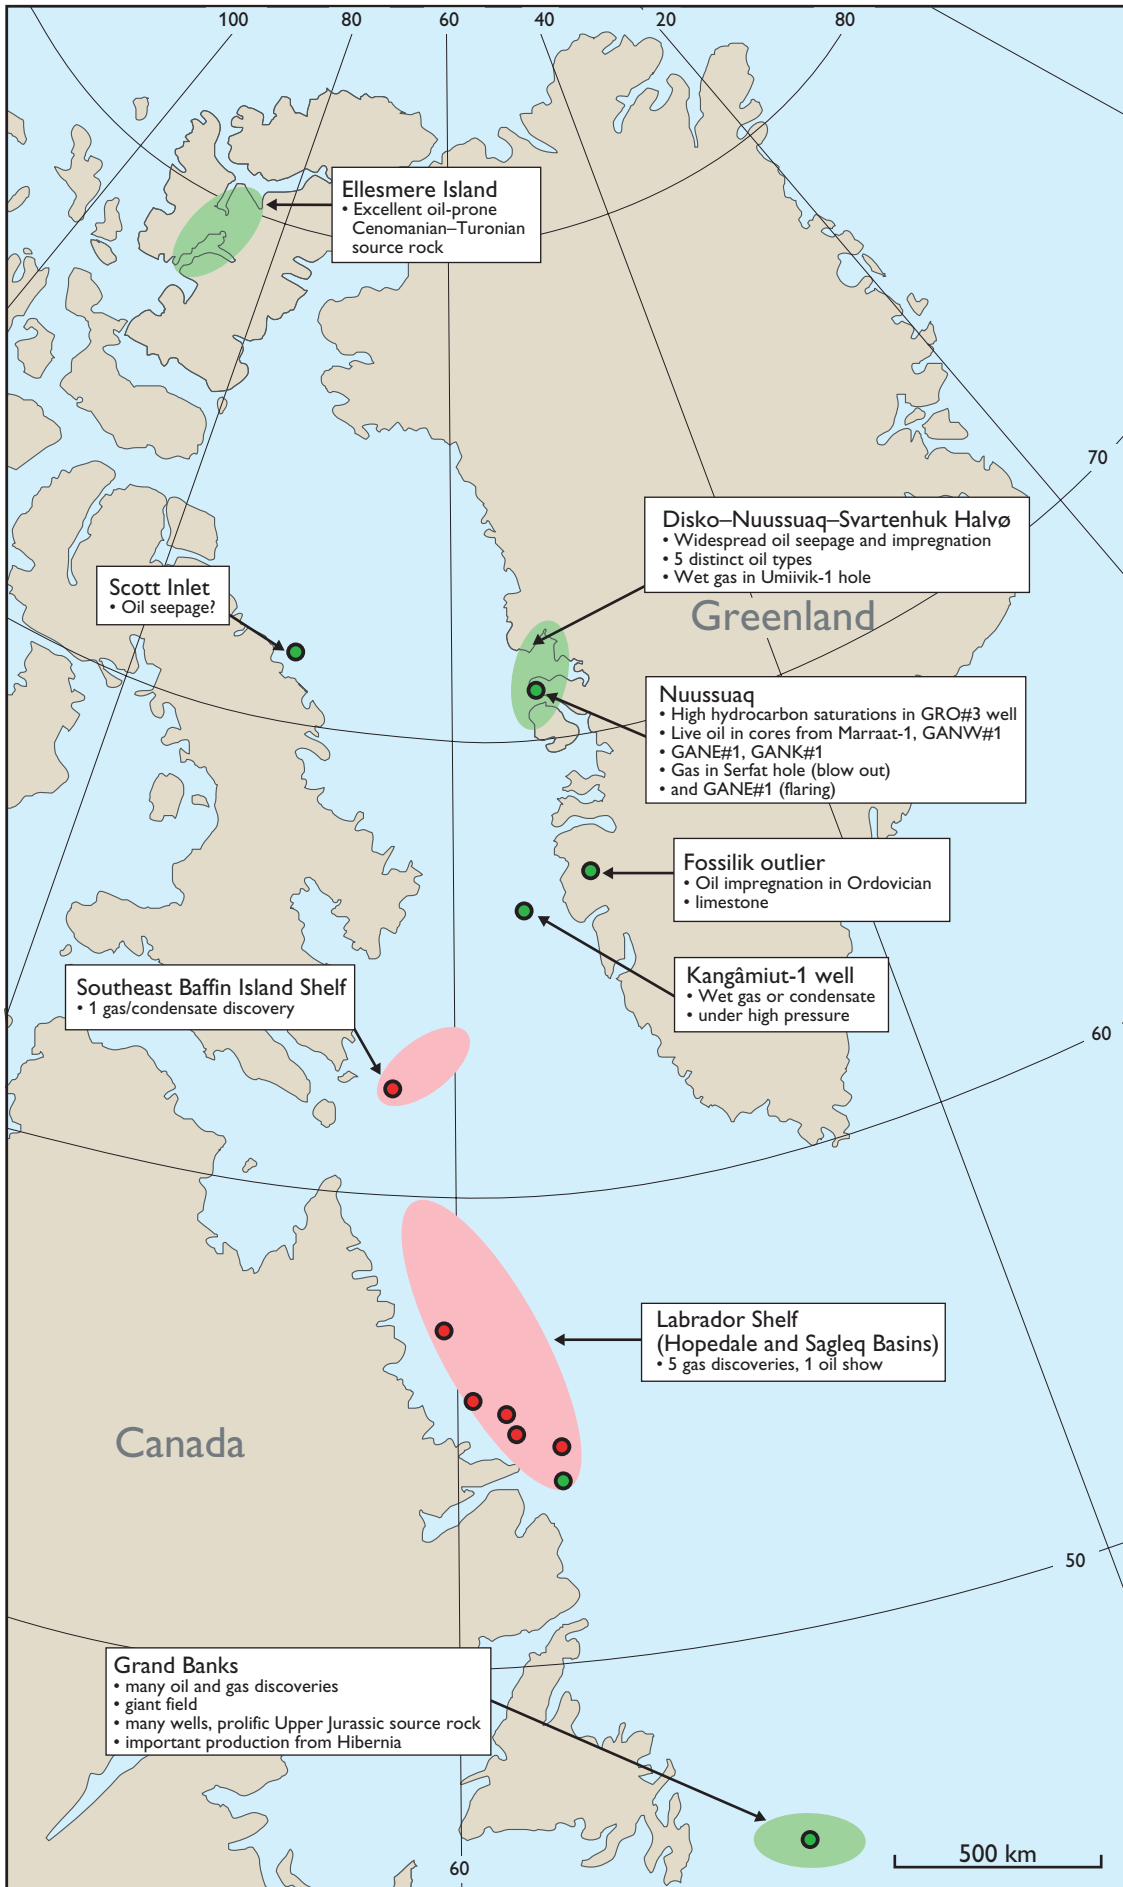 100
80
60
40
20
80
Ellesmere Island
• Excellent oil-prone
Cenomanian–Turonian
source rock
70
Disko–Nuussuaq–Svartenhuk Halvø
• Widespread oil seepage and impregnation
• 5 distinct oil types
• Wet gas in Umiivik-1 hole
Scott Inlet
• Oil seepage?
Greenland
Nuussuaq
• High hydrocarbon saturations in GRO#3 well
• Live oil in cores from Marraat-1, GANW#1
• GANE#1, GANK#1
• Gas in Serfat hole (blow out)
• and GANE#1 (flaring)
Fossilik outlier
• Oil impregnation in Ordovician
• limestone
Kangâmiut-1 well
• Wet gas or condensate
• under high pressure
Southeast Baffin Island Shelf
• 1 gas/condensate discovery
60
Labrador Shelf
(Hopedale and Sagleq Basins)
• 5 gas discoveries, 1 oil show
Canada
50
Grand Banks
• many oil and gas discoveries
• giant field
• many wells, prolific Upper Jurassic source rock
• important production from Hibernia
500 km
60